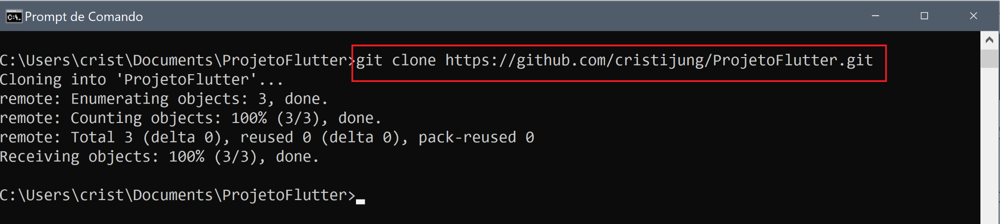 Prompt de Comando
C:\Users\crist\Documents\ProjetoFlutter>git clone https://github.com/cristijung/ProjetoFlutter.git
Cloning into 'ProjetoFlutter'...
remote: Enumerating objects: 3, done.
remote: Counting objects: 100% (3/3), done.
remote: Total 3 (delta 0), reused 0 (delta 0), pack-reused 0
Receiving objects: 100% (3/3), done.
C:\Users\crist\Documents\ProjetoFlutter>